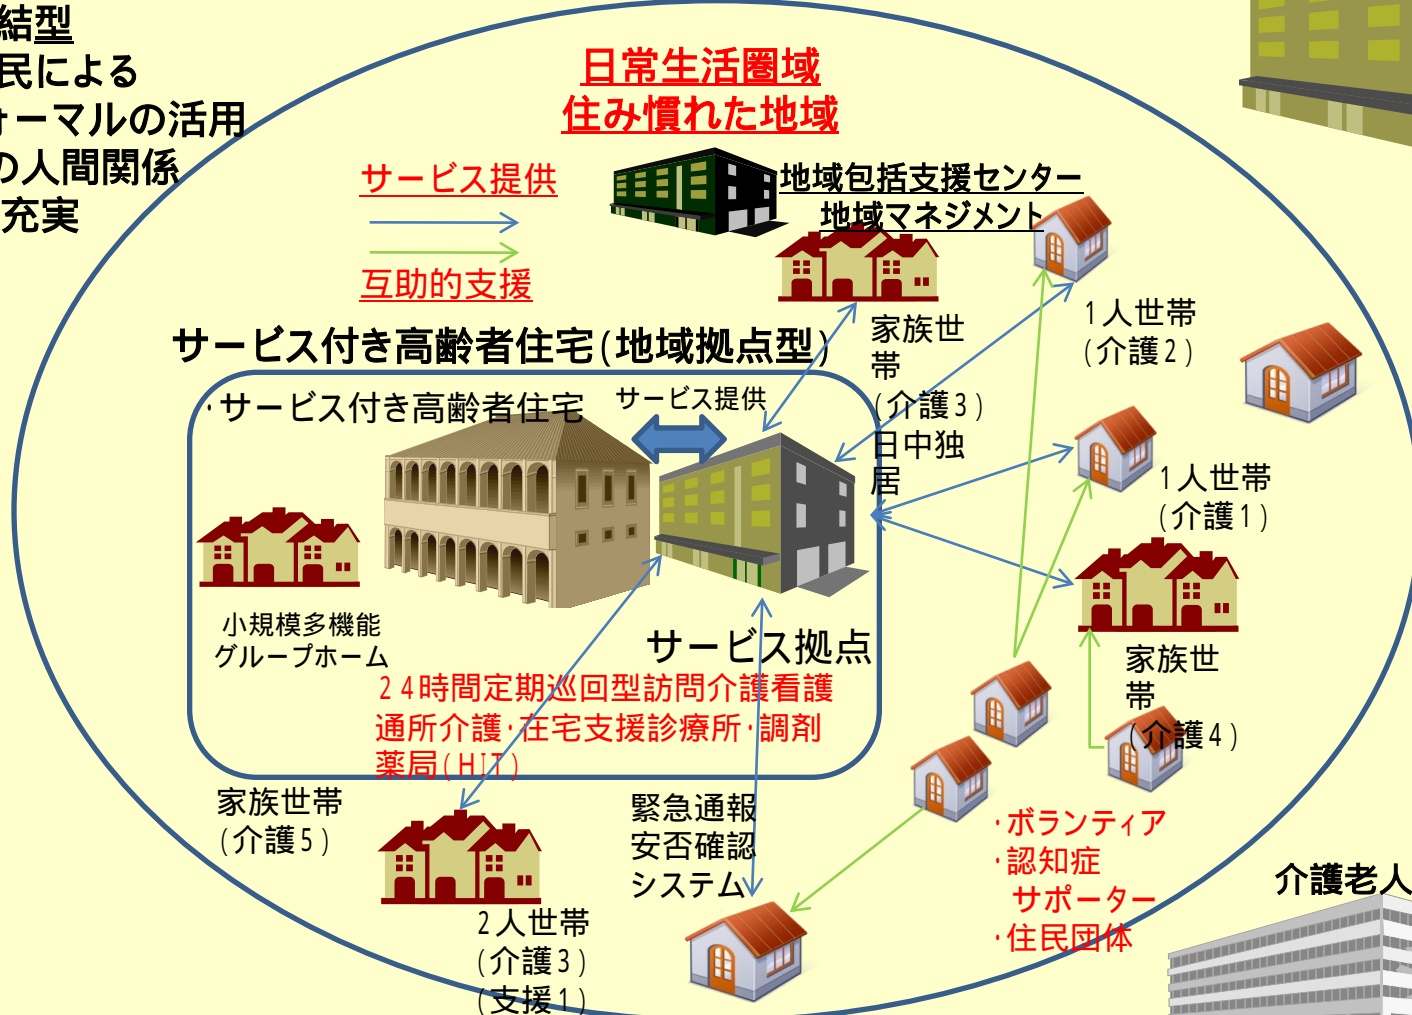 結型
民による
ォーマルの活用
の人間関係
充実
日常生活圏域
住み慣れた地域
サービス提供
互助的支援
地域包括支援センター
地域マネジメント
家族世
帯
(介護3)
日中独
居
1人世帯
(介護2)
サービス付き高齢者住宅(地域拠点型)
・サービス付き高齢者住宅
サービス提供
1人世帯
(介護1)
小規模多機能
グループホーム
サービス拠点
24時間定期巡回型訪問介護看護
通所介護・在宅支援診療所・調剤
薬局(HIT)
家族世
帯
(介護4)
家族世帯
(介護5)
緊急通報
安否確認
システム
・ボランティア
・認知症
サポーター
・住民団体
2人世帯
(介護3)
(支援1)
介護老人